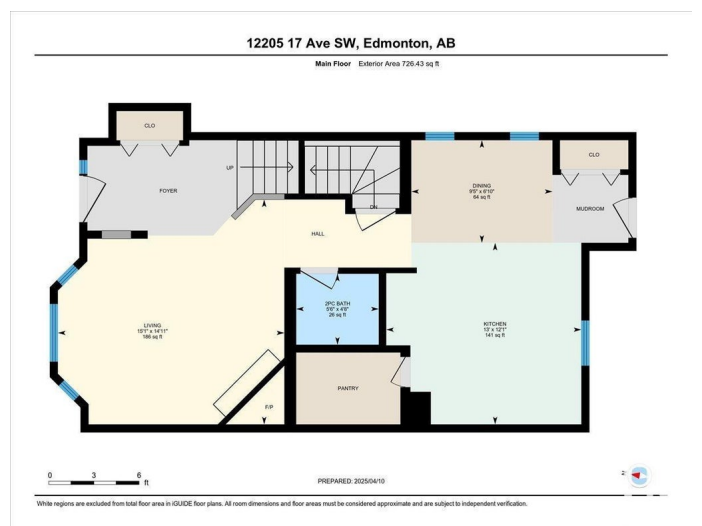 12205 17 Ave SW, Edmonton, AB
Main Floor Exterior Area 726.43 sq ft
CLO
FOYER
UP
DN
HALL
DINING
9'5" x 6'10"
64 sq ft
CLO
MUDROOM
LIVING
15'1" x 14'11"
186 sq ft
2PC BATH
5'6" x 4'8"
26 sq ft
KITCHEN
13' x 12'1"
141 sq ft
PANTRY
F/P
0 3 6
ft
PREPARED: 2025/04/10
White regions are excluded from total floor area in iGUIDE floor plans. All room dimensions and floor areas must be considered approximate and are subject to independent verification.